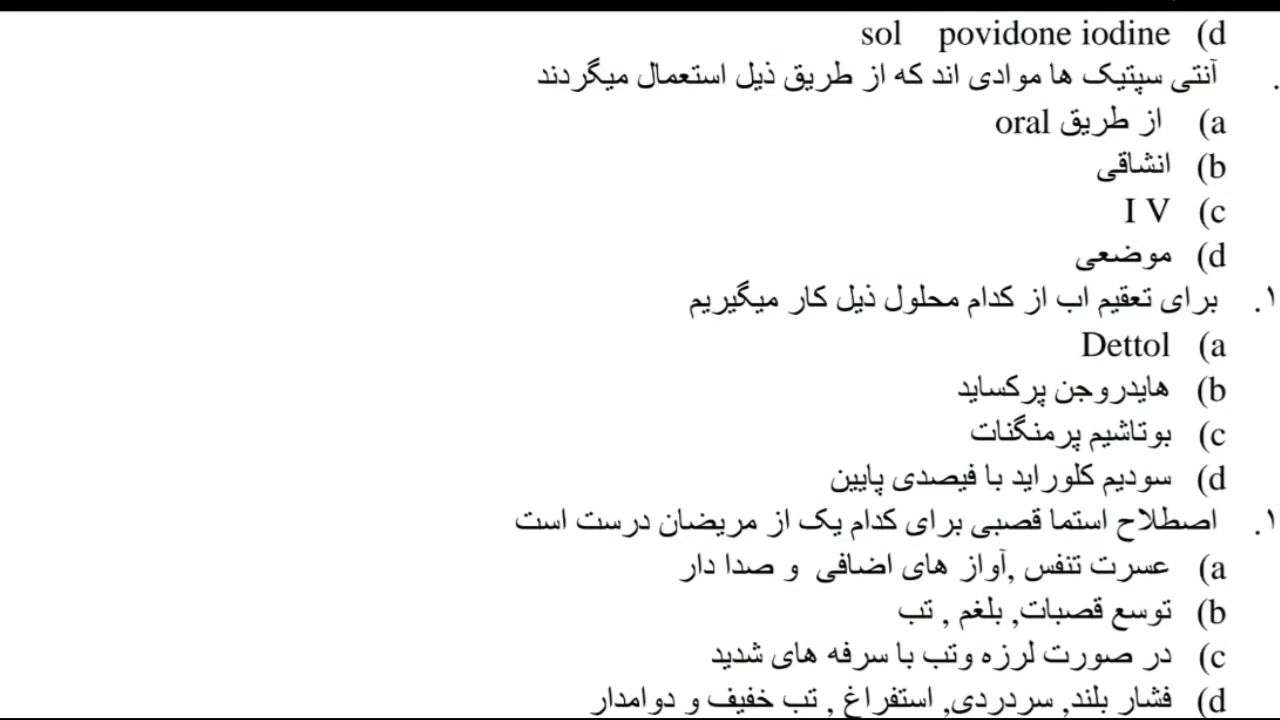 d) sol povidone iodine
. آنتی سپتیک ها موادی اند که از طریق ذیل استعمال میگردند
a) از طریق oral
b) انشاقی
c) I V
d) موضعی
۱. برای تعقیم اب از کدام محلول ذیل کار میگیریم
a) Dettol
b) هایدروجن پرکساید
c) بوتاشیم پرمنگنات
d) سودیم کلوراید با فیصدی پایین
۱. اصطلاح استما قصبی برای کدام یک از مریضان درست است
a) عسرت تنفس ,آواز های اضافی و صدا دار
b) توسع قصبات, بلغم , تب
c) در صورت لرزه وتب با سرفه های شدید
d) فشار بلند, سردردی, استفراغ , تب خفیف و دوامدار